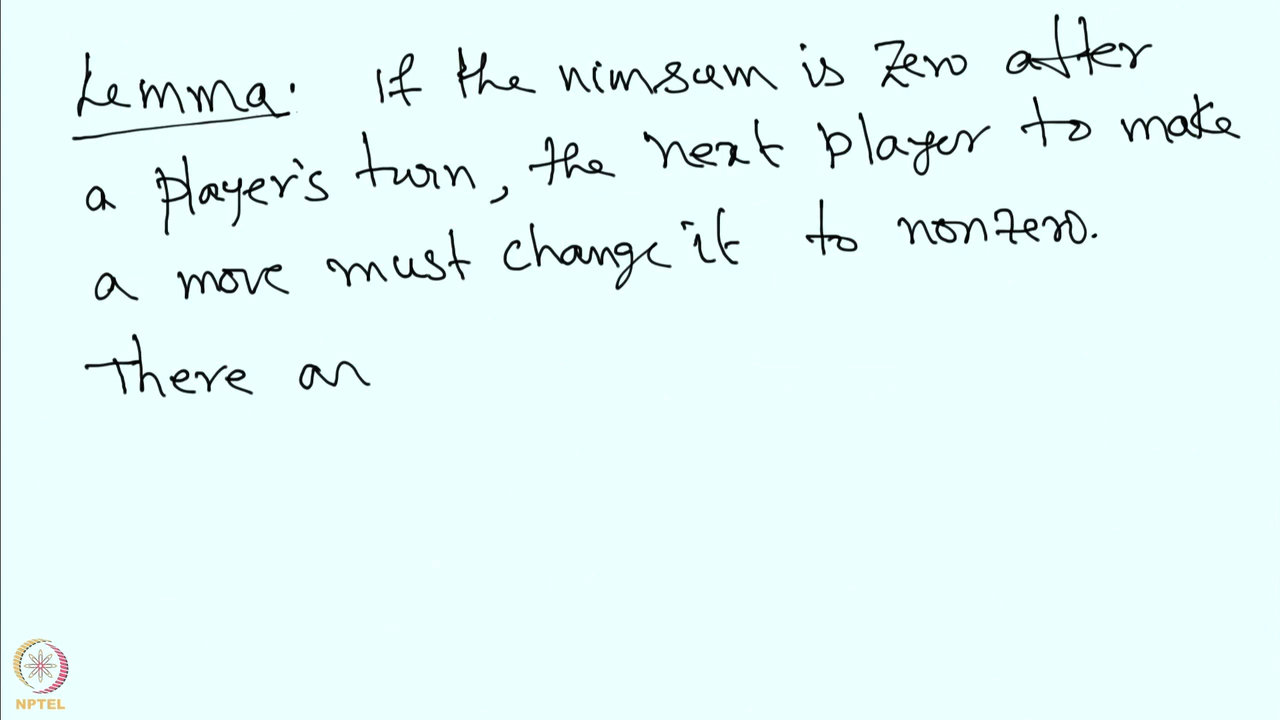 Lemma. If the nimsum is zero after
a player's turn, the next player to make
a move must change it to nonzero.
There an
NPTEL